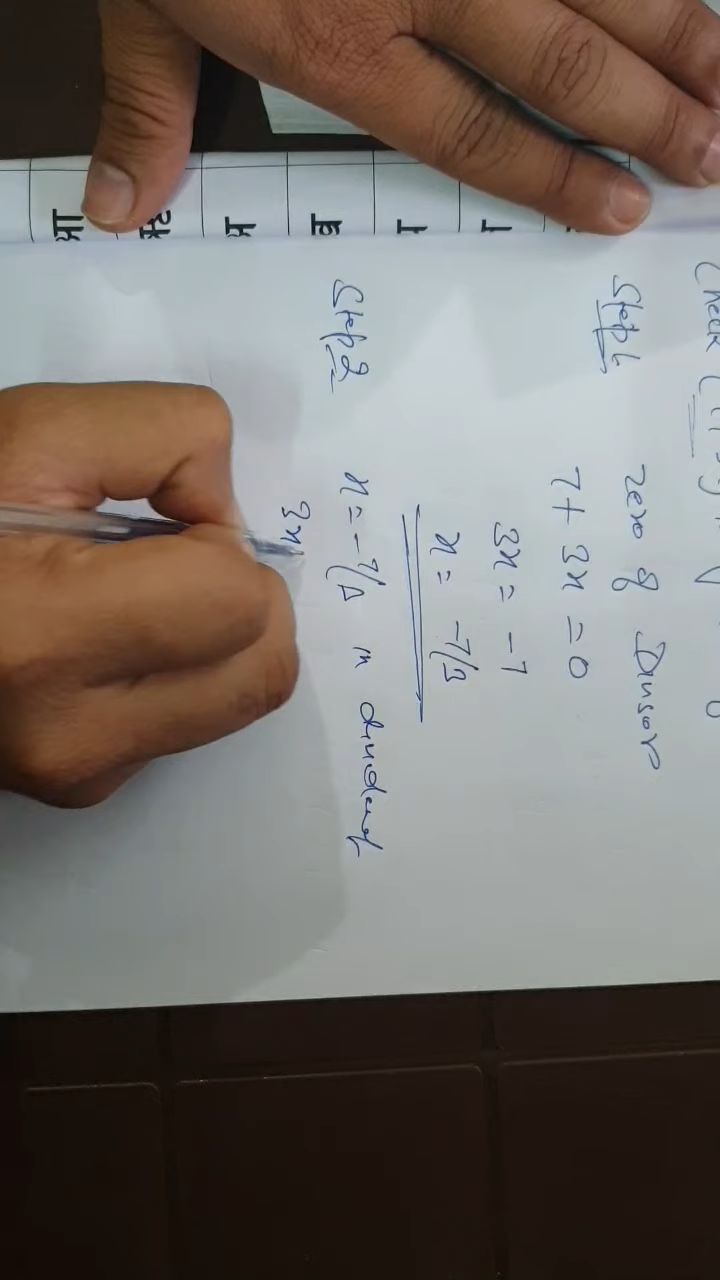 Check
Step 1 zero of Divisor
7 + 3x = 0
3x = -7
x = -7/3
Step 2 x = -7/3 in dividend
3x
आ
अ
व